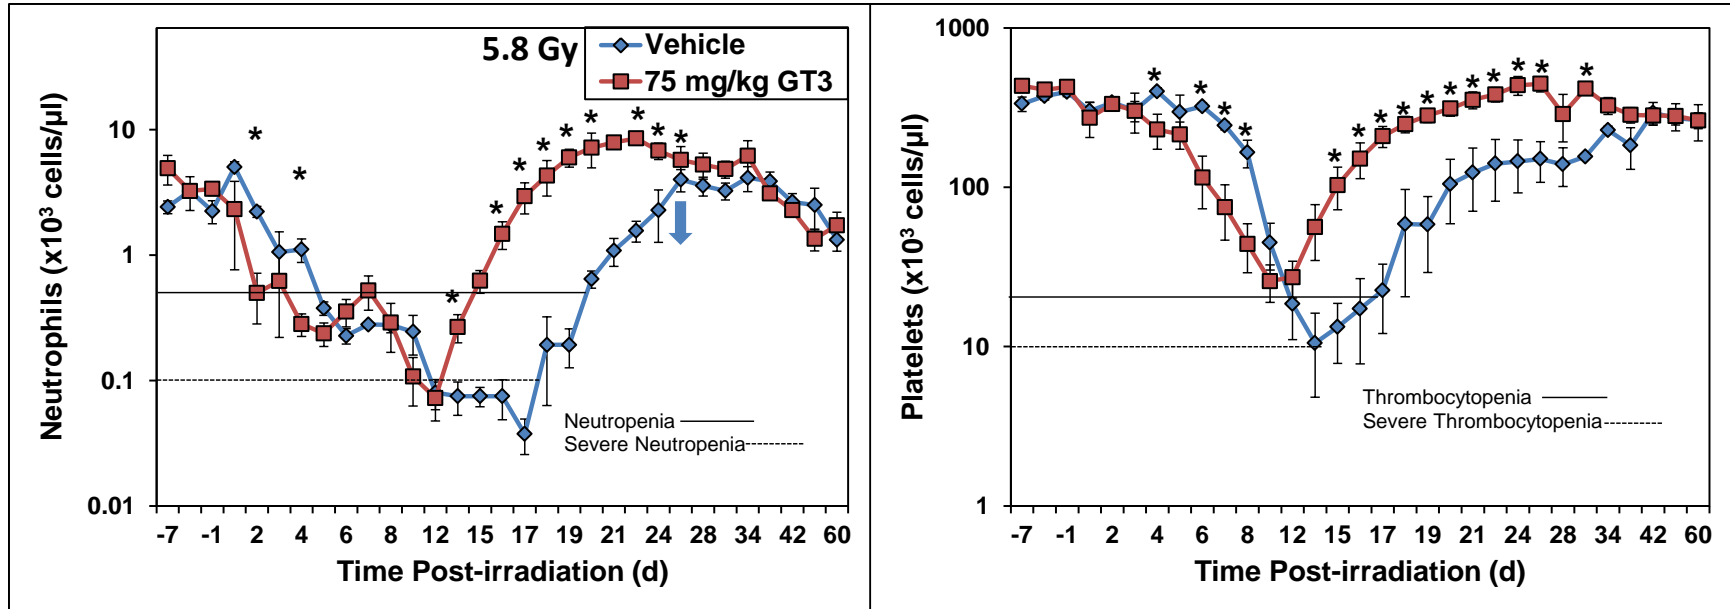 5.8 Gy
Vehicle
75 mg/kg GT3
Neutrophils (x10³ cells/µl)
10
1
0.1
0.01
* * * * * * * * * * * *
Neutropenia
Severe Neutropenia
-7 -1 2 4 6 8 12 15 17 19 21 24 28 34 42 60
Time Post-irradiation (d)
Platelets (x10³ cells/µl)
1000
100
10
1
* * * * * * * * * * * * * *
Thrombocytopenia
Severe Thrombocytopenia
-7 -1 2 4 6 8 12 15 17 19 21 24 28 34 42 60
Time Post-irradiation (d)